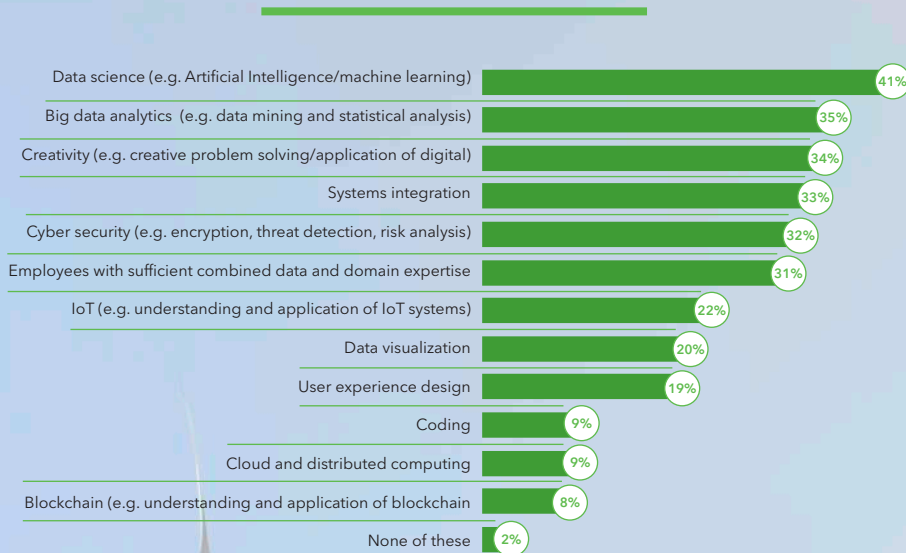 Data science (e.g. Artificial Intelligence/machine learning) 41%
Big data analytics (e.g. data mining and statistical analysis) 35%
Creativity (e.g. creative problem solving/application of digital) 34%
Systems integration 33%
Cyber security (e.g. encryption, threat detection, risk analysis) 32%
Employees with sufficient combined data and domain expertise 31%
IoT (e.g. understanding and application of IoT systems) 22%
Data visualization 20%
User experience design 19%
Coding 9%
Cloud and distributed computing 9%
Blockchain (e.g. understanding and application of blockchain 8%
None of these 2%